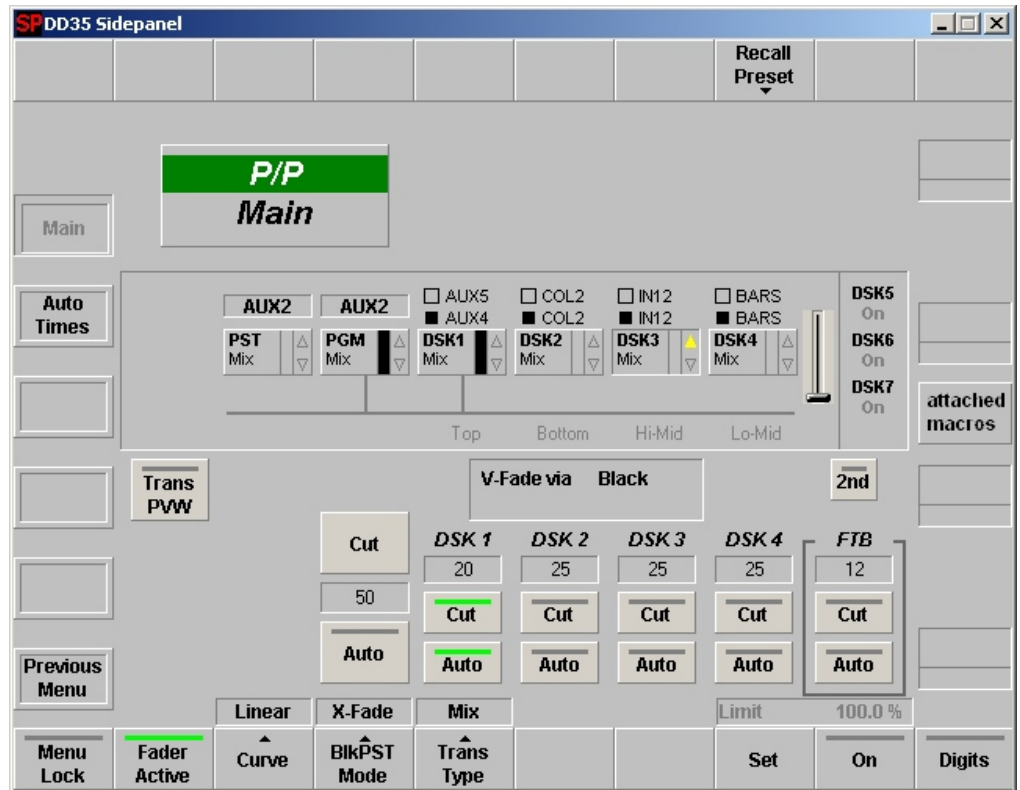 SP DD35 Sidepanel
Recall
Preset
P/P
Main
Main
Auto
Times
AUX2 AUX2
AUX5 COL2 IN12 BARS
AUX4 COL2 IN12 BARS
PST PGM DSK1 DSK2 DSK3 DSK4
Mix Mix Mix Mix Mix Mix
DSK5
On
DSK6
On
DSK7
On
Top Bottom Hi-Mid Lo-Mid
attached
macros
Trans
PVW
V-Fade via Black
2nd
Cut
50
Auto
DSK 1 DSK 2 DSK 3 DSK 4 FTB
20 25 25 25 12
Cut Cut Cut Cut Cut
Auto Auto Auto Auto Auto
Previous
Menu
Linear X-Fade Mix Limit 100.0 %
Menu
Lock
Fader
Active
Curve
BlkPST
Mode
Trans
Type
Set
On
Digits